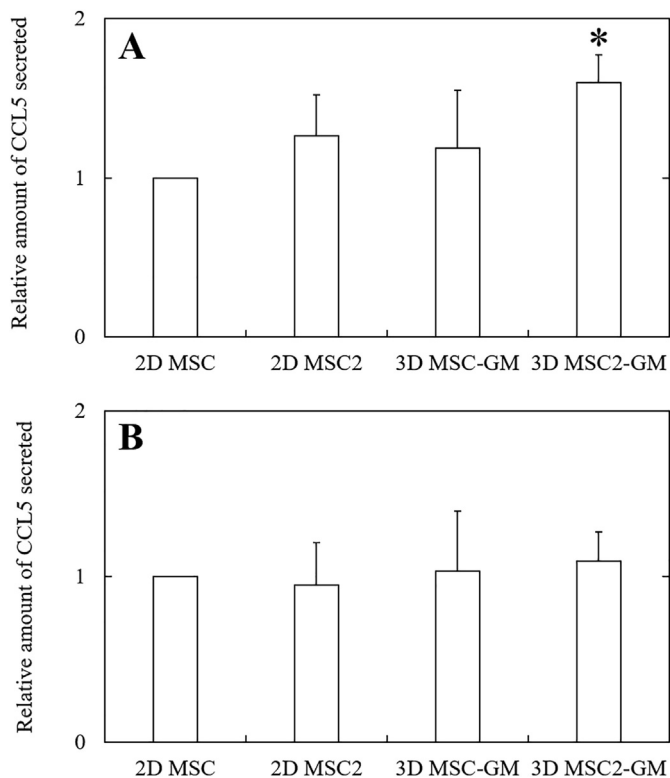 A
*
Relative amount of CCL5 secreted
2
1
0
2D MSC 2D MSC2 3D MSC-GM 3D MSC2-GM
B
Relative amount of CCL5 secreted
2
1
0
2D MSC 2D MSC2 3D MSC-GM 3D MSC2-GM